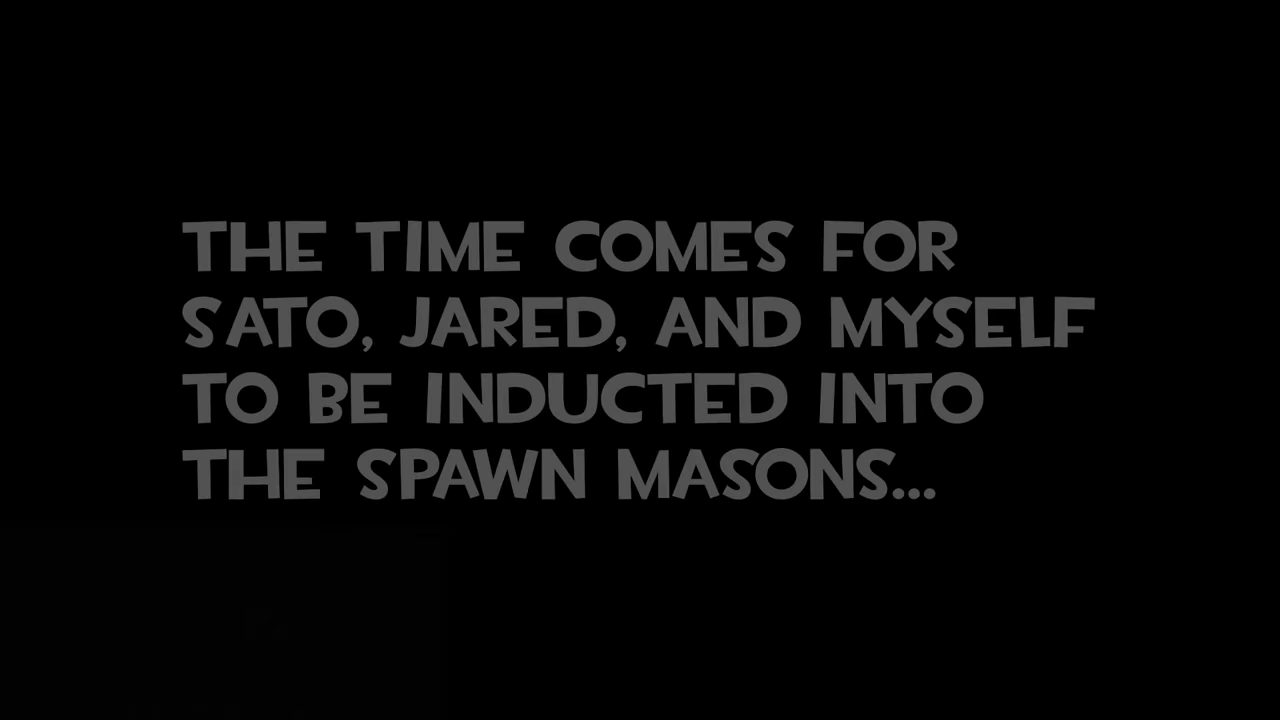 THE TIME COMES FOR
SATO, JARED, AND MYSELF
TO BE INDUCTED INTO
THE SPAWN MASONS...